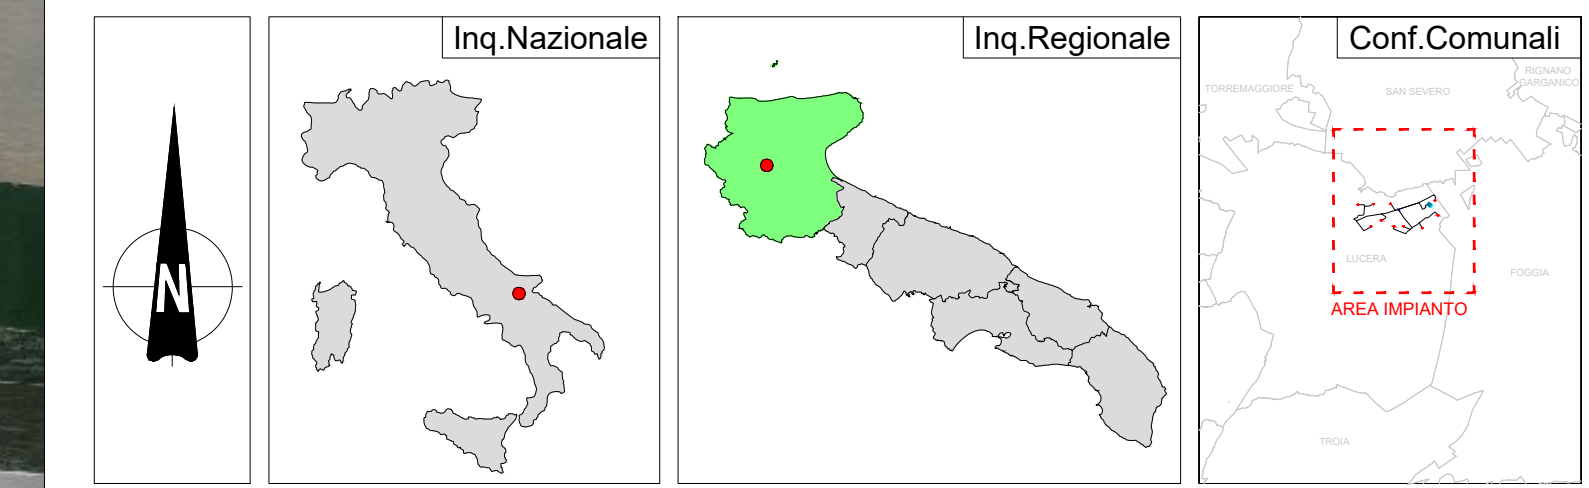 N
Inq.Nazionale
Inq.Regionale
Conf.Comunali
RIGNANO
GARGANICO
TORREMAGGIORE
SAN SEVERO
LUCERA
FOGGIA
AREA IMPIANTO
TROIA